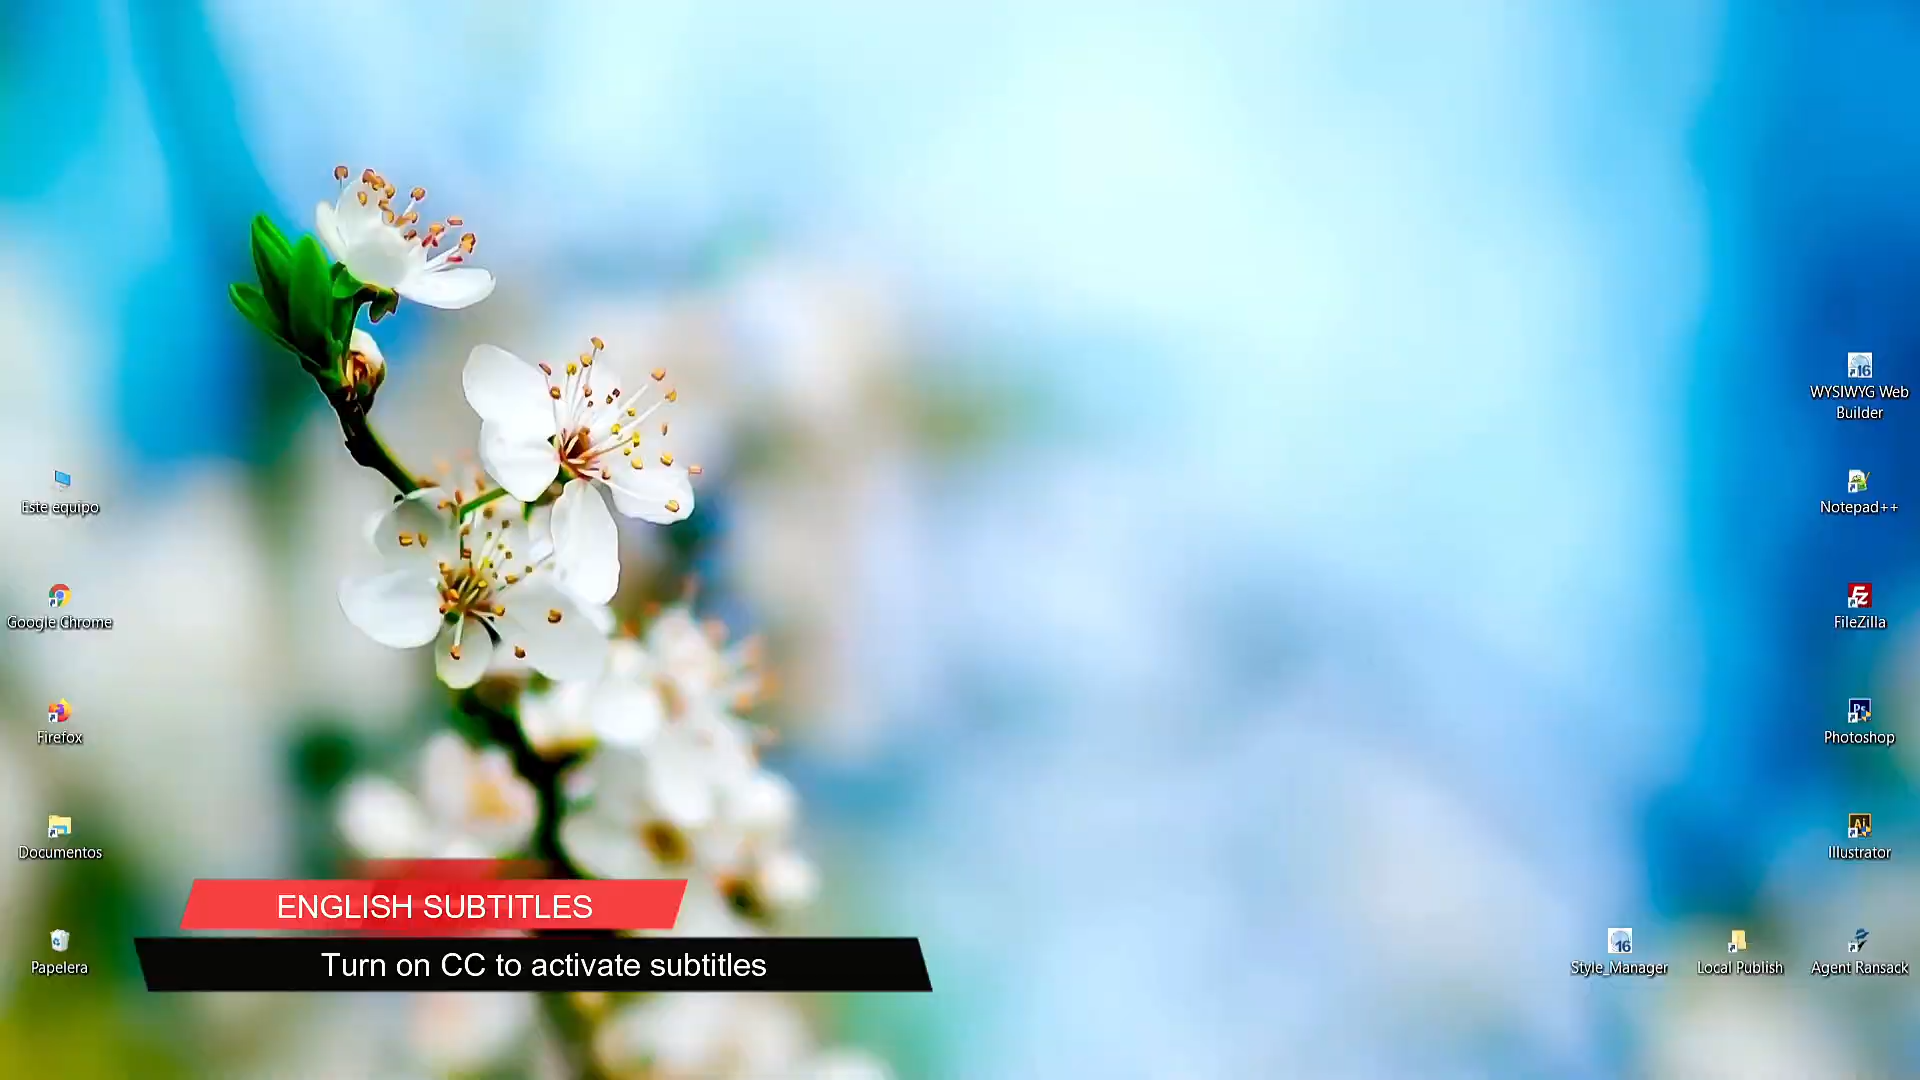 WYSIWYG Web
Builder
Este equipo
Notepad++
Google Chrome
FileZilla
Firefox
Photoshop
Documentos
Illustrator
ENGLISH SUBTITLES
Turn on CC to activate subtitles
Papelera
Style_Manager
Local Publish
Agent Ransack